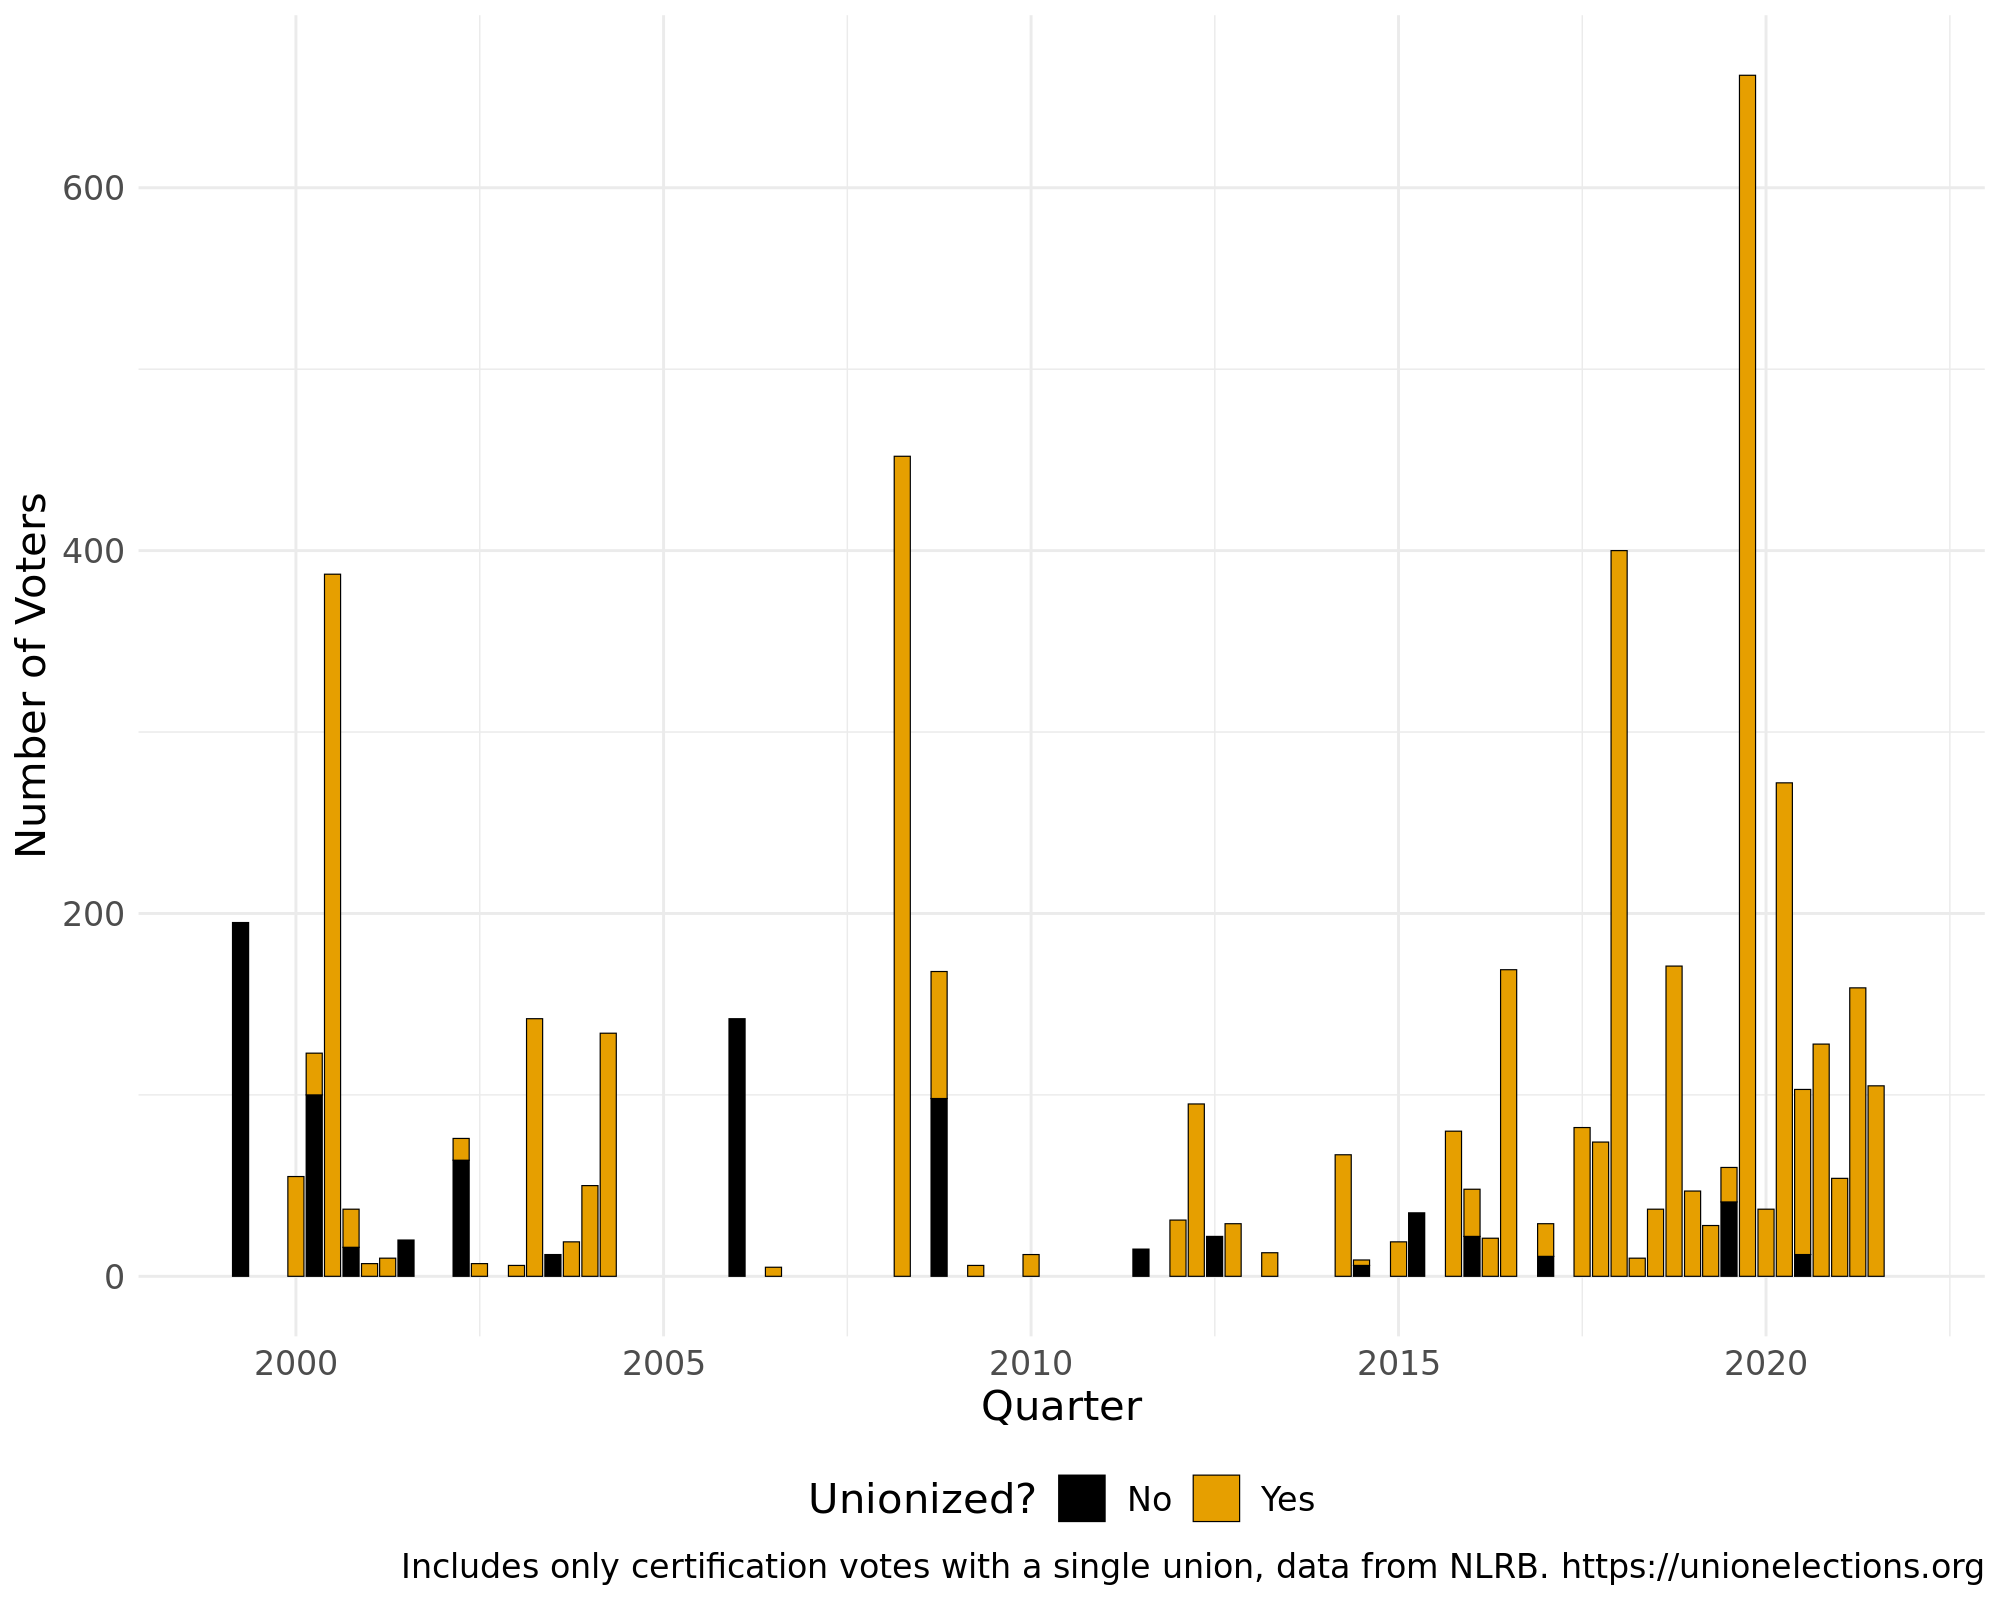 600
400
200
0
Number of Voters
2000 2005 2010 2015 2020
Quarter
Unionized? No Yes
Includes only certification votes with a single union, data from NLRB. https://unionelections.org